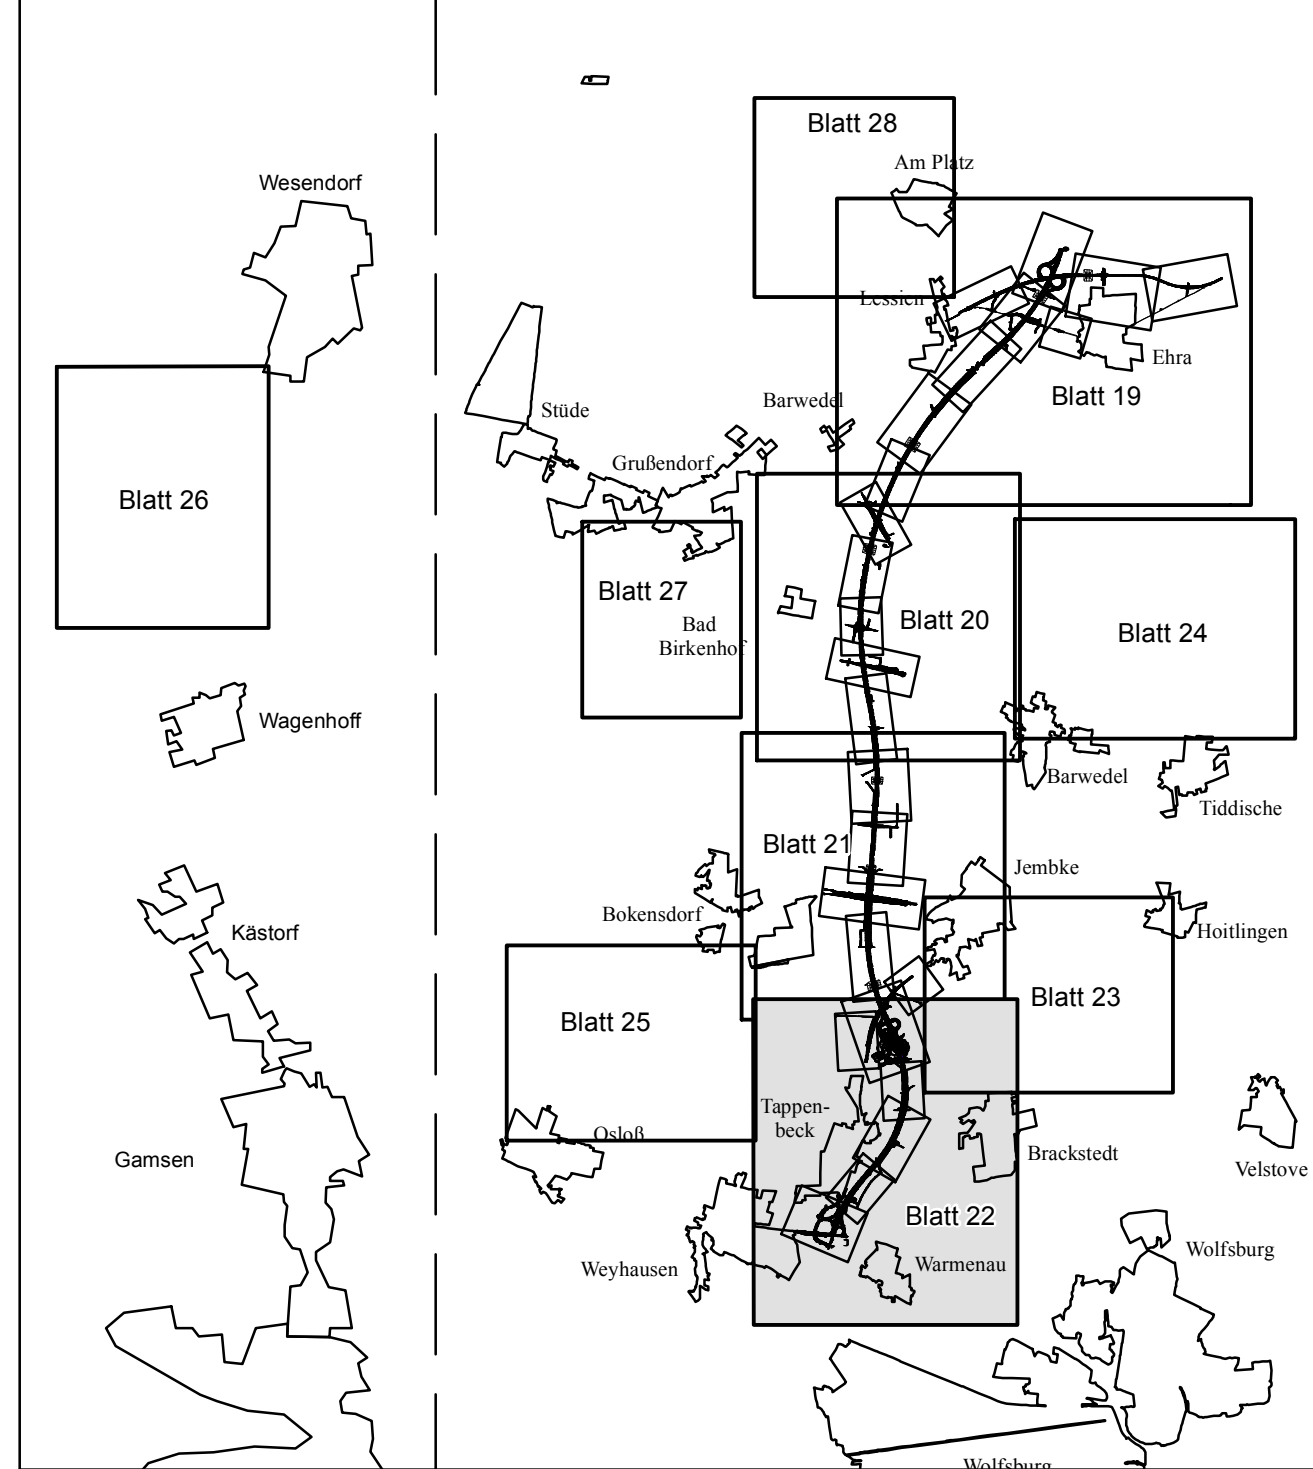 Blatt 28
Am Platz
Wesendorf
Lessien
Ehra
Blatt 19
Barwedel
Stüde
Grußendorf
Blatt 26
Blatt 27
Blatt 20
Bad
Birkenhof
Blatt 24
Wagenhoff
Barwedel
Tiddische
Blatt 21
Jembke
Bokensdorf
Kästorf
Hoitlingen
Blatt 23
Blatt 25
Tappen-
beck
Osloß
Brackstedt
Gamsen
Velstove
Blatt 22
Wolfsburg
Weyhausen
Warmenau
Wolfsburg